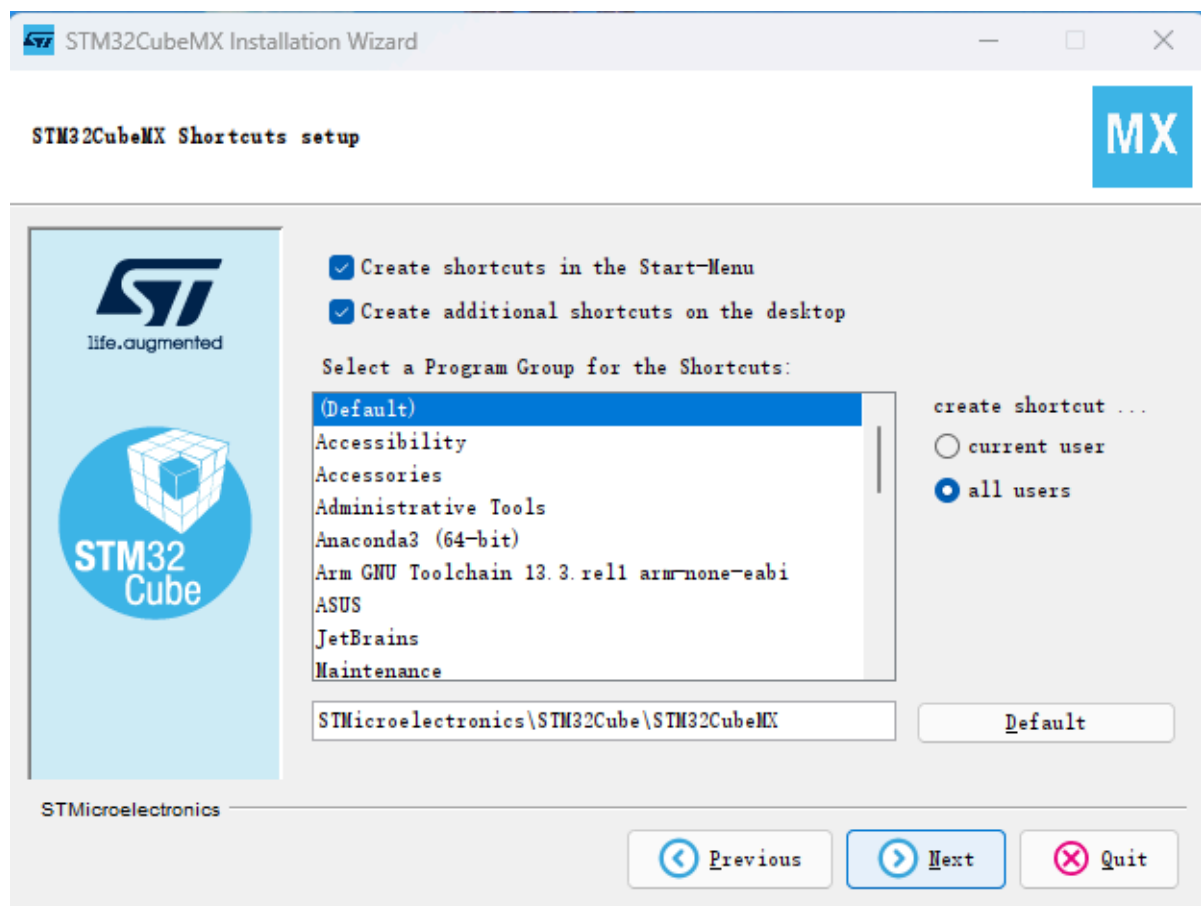 STM32CubeMX Installation Wizard
STM32CubeMX Shortcuts setup
MX
life.augmented
STM32
Cube
Create shortcuts in the Start-Menu
Create additional shortcuts on the desktop
Select a Program Group for the Shortcuts:
(Default)
Accessibility
Accessories
Administrative Tools
Anaconda3 (64-bit)
Arm GNU Toolchain 13.3.rel1 arm-none-eabi
ASUS
JetBrains
Maintenance
create shortcut ...
current user
all users
STMicroelectronics\STM32Cube\STM32CubeMX
Default
STMicroelectronics
Previous
Next
Quit